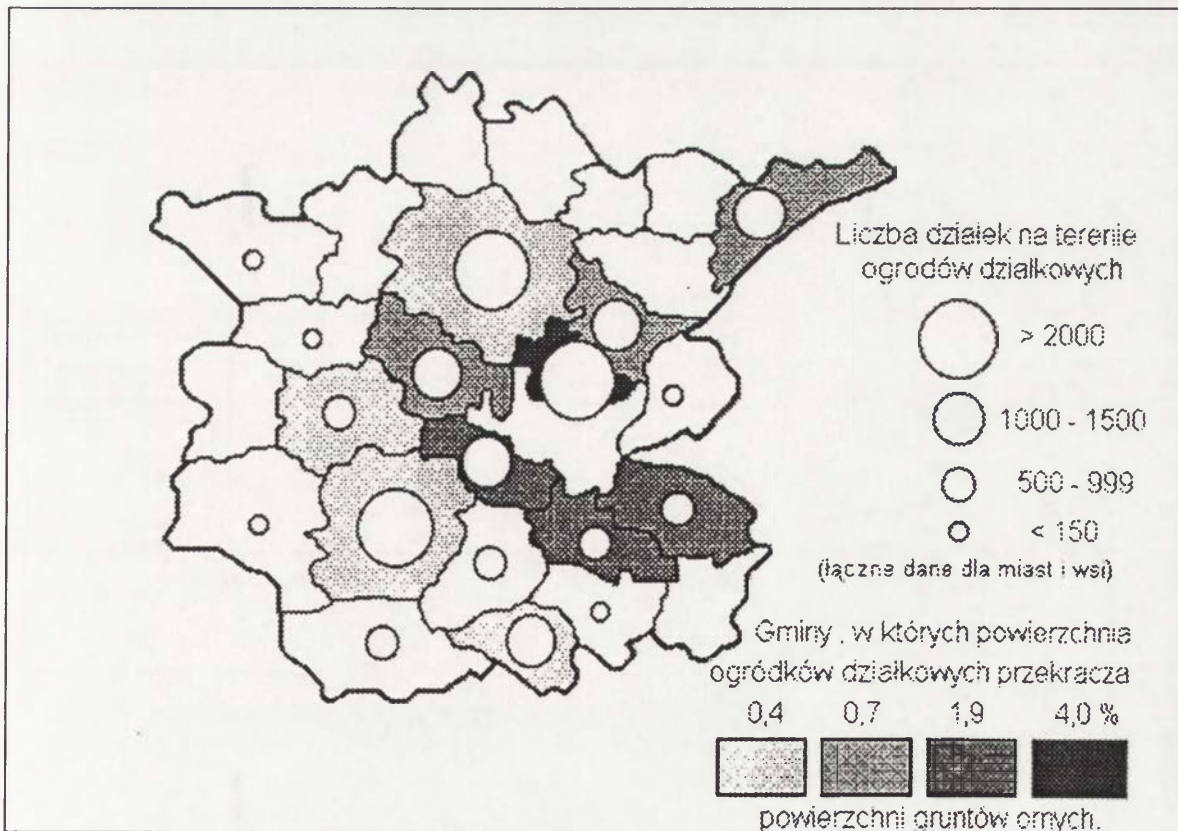 Liczba działek na terenie
ogrodów działkowych
> 2000
1000 - 1500
500 - 999
< 150
(łączne dane dla miast i wsi)
Gminy , w których powierzchnia
ogródków działkowych przekracza
0,4 0,7 1,9 4,0 %
powierzchni gruntów ornych.